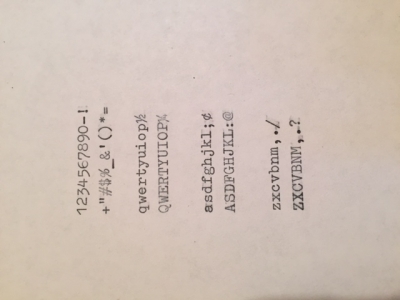 1234567890-!
+"#$%_&'()*=
qwertyuiop½
QWERTYUIOP¼
asdfghjkl;¢
ASDFGHJKL:@
zxcvbnm,./
ZXCVBNM,.?